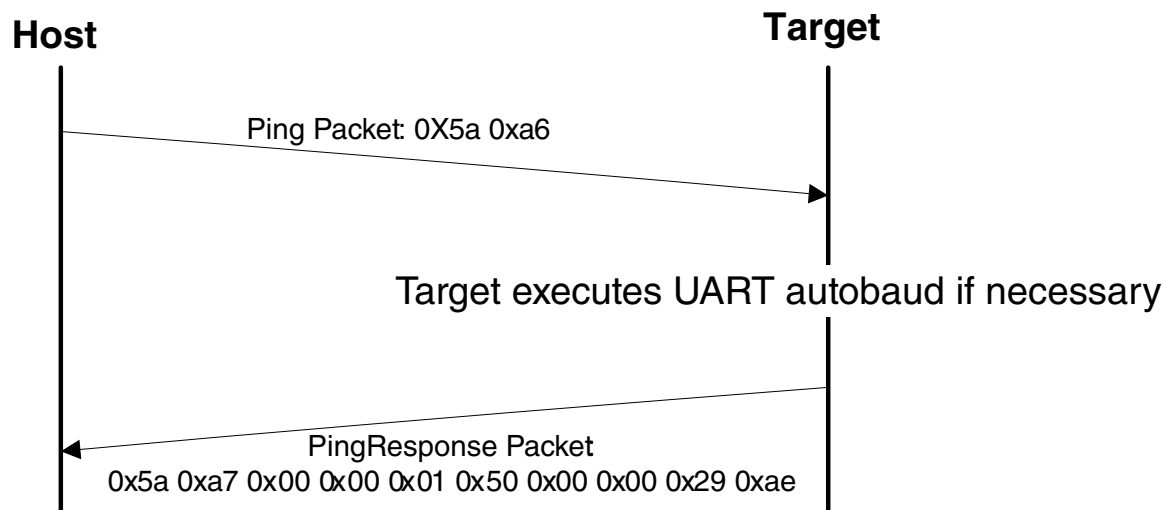 Host
Target
Ping Packet: 0X5a 0xa6
Target executes UART autobaud if necessary
PingResponse Packet
0x5a 0xa7 0x00 0x00 0x01 0x50 0x00 0x00 0x29 0xae